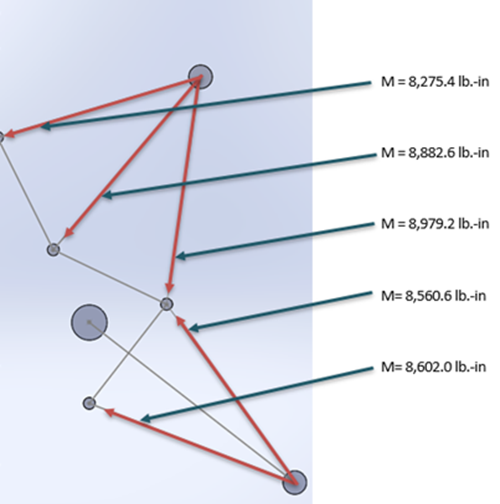 M = 8,275.4 lb.-in
M = 8,882.6 lb.-in
M = 8,979.2 lb.-in
M= 8,560.6 lb.-in
M= 8,602.0 lb.-in